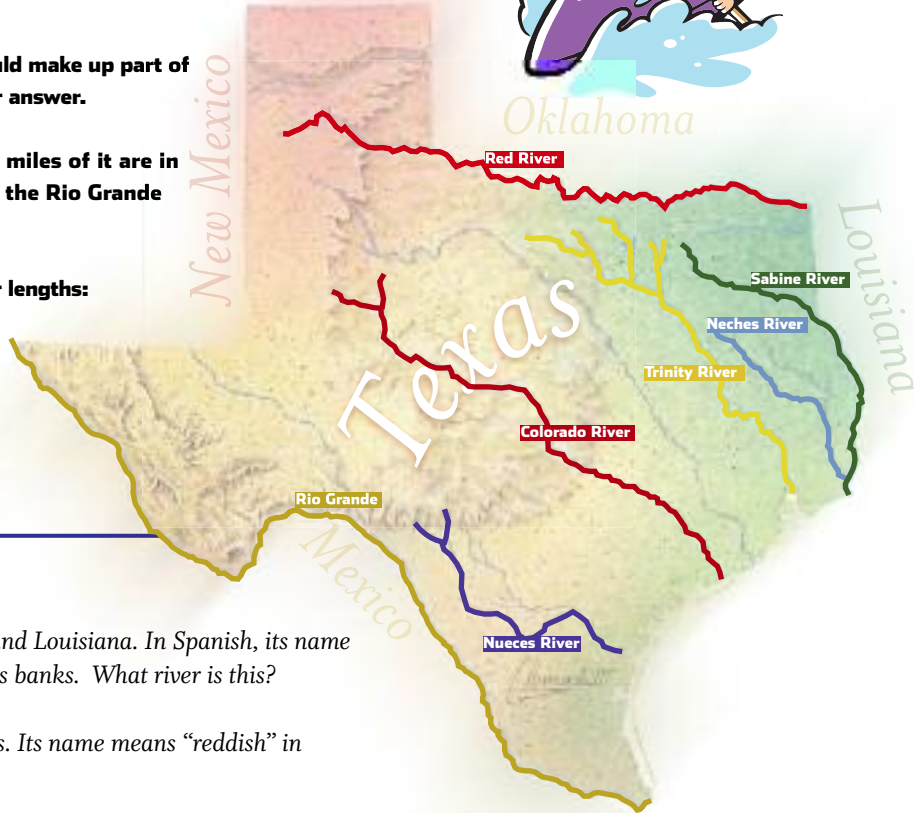 uld make up part of
r answer.
miles of it are in
the Rio Grande
r lengths:
nd Louisiana. In Spanish, its name
s banks.  What river is this?
s. Its name means “reddish” in
New Mexico
Oklahoma
Louisiana
Texas
Mexico
Red River
Sabine River
Neches River
Trinity River
Colorado River
Rio Grande
Nueces River